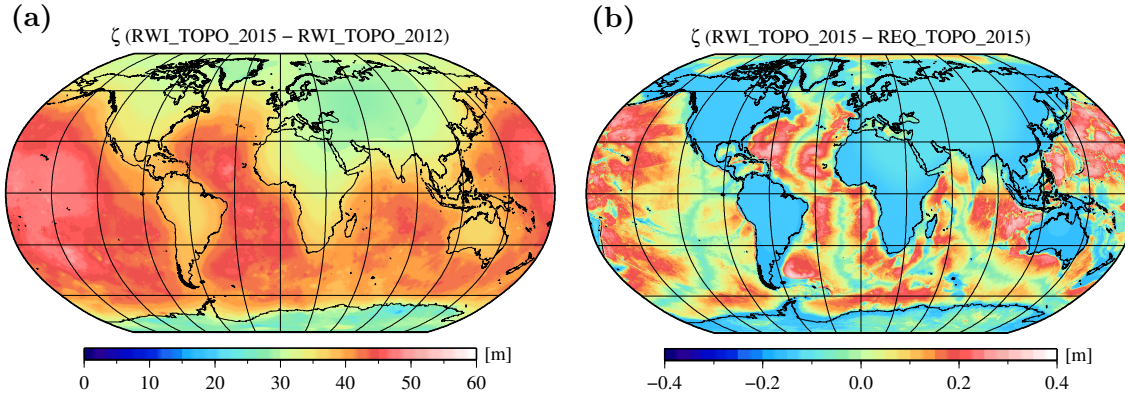 (a)
ζ (RWI_TOPO_2015 − RWI_TOPO_2012)
0 10 20 30 40 50 60 [m]
(b)
ζ (RWI_TOPO_2015 − REQ_TOPO_2015)
−0.4 −0.2 0.0 0.2 0.4 [m]